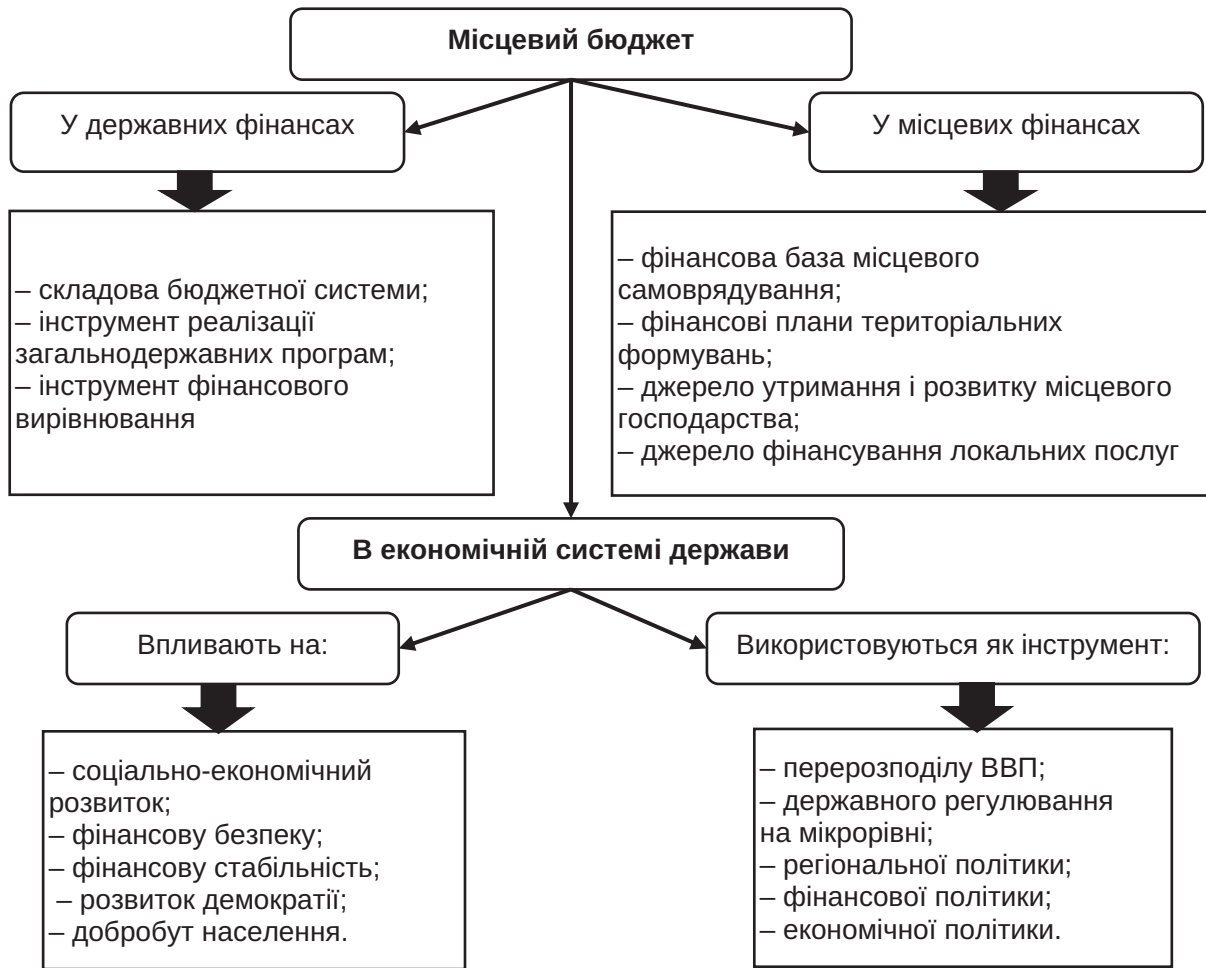 Місцевий бюджет
У державних фінансах
У місцевих фінансах
– складова бюджетної системи;
– інструмент реалізації
загальнодержавних програм;
– інструмент фінансового
вирівнювання
– фінансова база місцевого
самоврядування;
– фінансові плани територіальних
формувань;
– джерело утримання і розвитку місцевого
господарства;
– джерело фінансування локальних послуг
В економічній системі держави
Впливають на:
Використовуються як інструмент:
– соціально-економічний
розвиток;
– фінансову безпеку;
– фінансову стабільність;
– розвиток демократії;
– добробут населення.
– перерозподілу ВВП;
– державного регулювання
на мікрорівні;
– регіональної політики;
– фінансової політики;
– економічної політики.